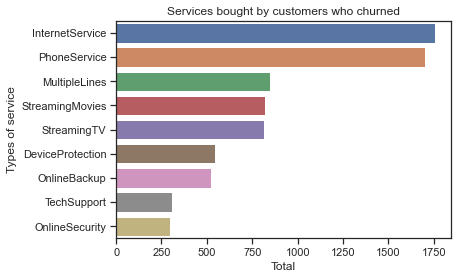 Services bought by customers who churned
Types of service
InternetService
PhoneService
MultipleLines
StreamingMovies
StreamingTV
DeviceProtection
OnlineBackup
TechSupport
OnlineSecurity
0 250 500 750 1000 1250 1500 1750
Total